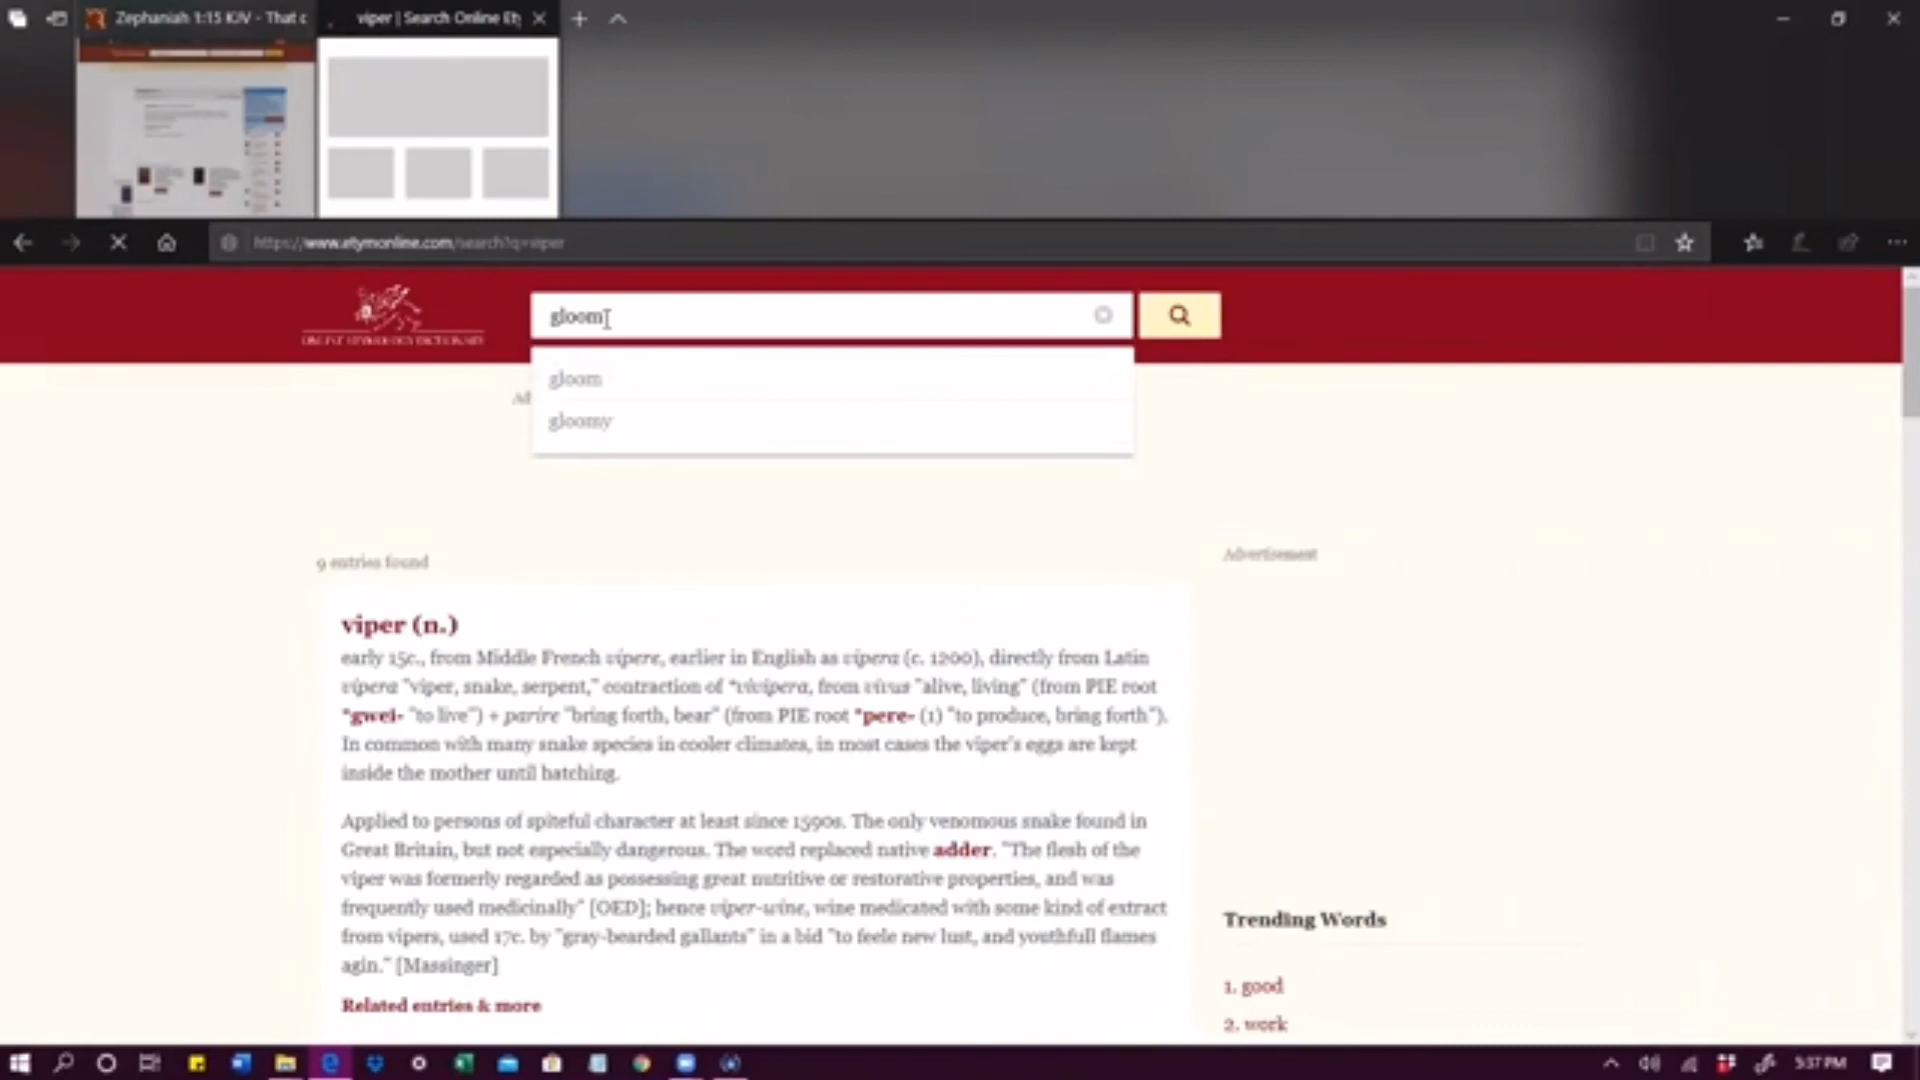 Zephaniah 1:15 KJV - That c
viper | Search Online Et
https://www.etymonline.com/search?q=viper
gloom
ONLINE ETYMOLOGY DICTIONARY
gloom
Ad
gloomy
9 entries found
Advertisement
viper (n.)
early 15c., from Middle French vipere, earlier in English as vipera (c. 1200), directly from Latin
vipera "viper, snake, serpent," contraction of *vivipera, from vivus "alive, living" (from PIE root
*gwei- "to live") + parire "bring forth, bear" (from PIE root *pere- (1) "to produce, bring forth").
In common with many snake species in cooler climates, in most cases the viper's eggs are kept
inside the mother until hatching.
Applied to persons of spiteful character at least since 1590s. The only venomous snake found in
Great Britain, but not especially dangerous. The word replaced native adder. "The flesh of the
viper was formerly regarded as possessing great nutritive or restorative properties, and was
frequently used medicinally" [OED]; hence viper-wine, wine medicated with some kind of extract
from vipers, used 17c. by "gray-bearded gallants" in a bid "to feele new lust, and youthfull flames
agin." [Massinger]
Related entries & more
Trending Words
1. good
2. work
5:37 PM